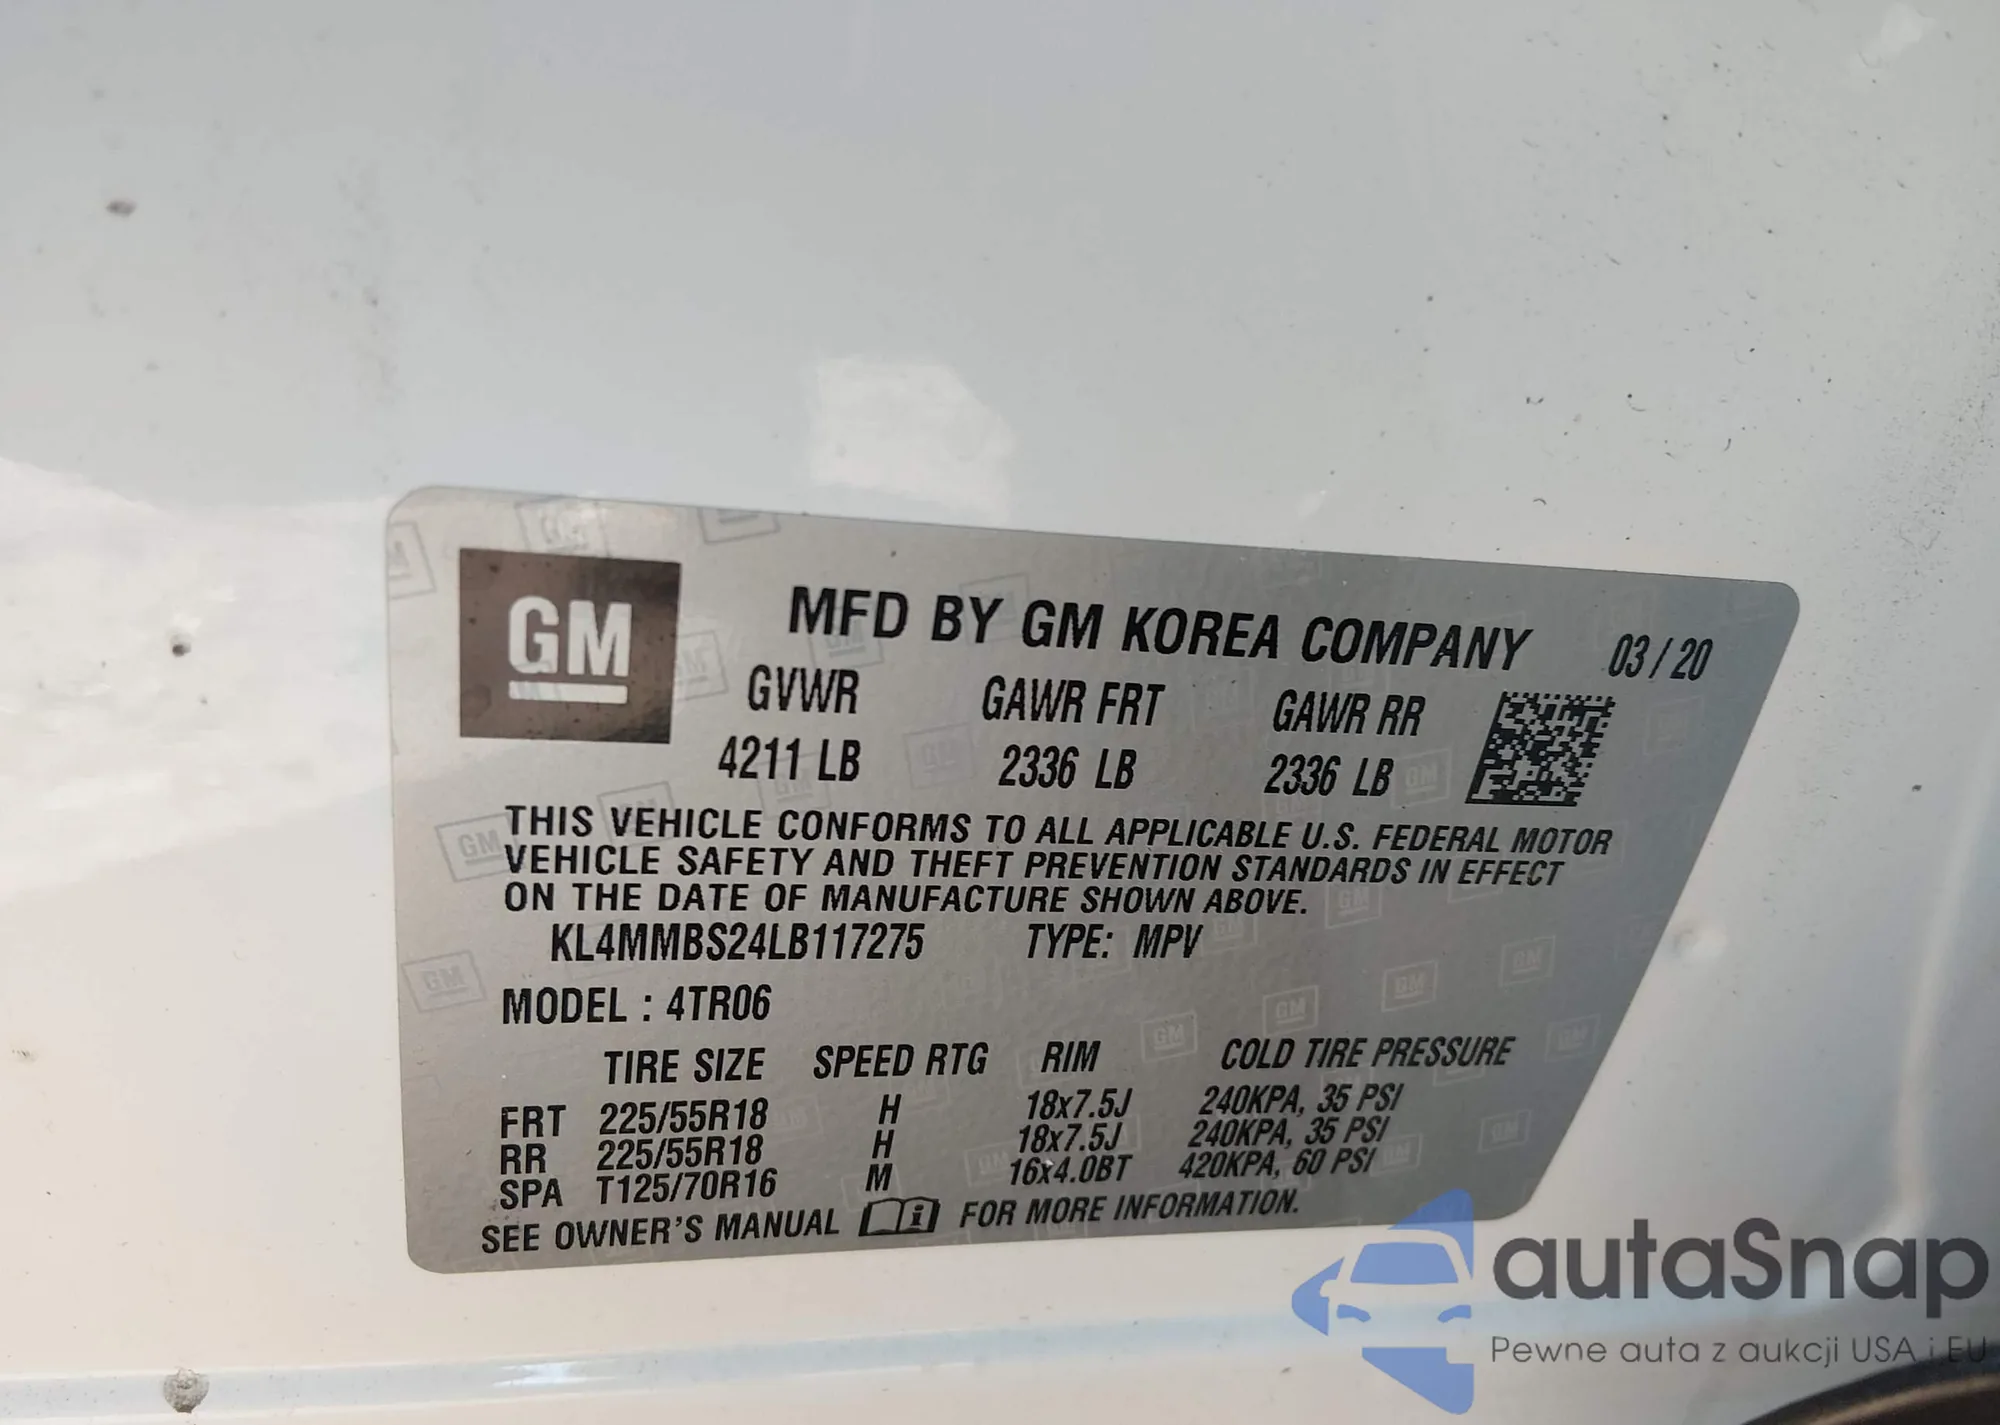 GM
MFD BY GM KOREA COMPANY 03/20
GVWR GAWR FRT GAWR RR
4211 LB 2336 LB 2336 LB
THIS VEHICLE CONFORMS TO ALL APPLICABLE U.S. FEDERAL MOTOR
VEHICLE SAFETY AND THEFT PREVENTION STANDARDS IN EFFECT
ON THE DATE OF MANUFACTURE SHOWN ABOVE.
KL4MMBS24LB117275 TYPE: MPV
MODEL : 4TR06
TIRE SIZE SPEED RTG RIM COLD TIRE PRESSURE
FRT 225/55R18 H 18x7.5J 240KPA, 35 PSI
RR 225/55R18 H 18x7.5J 240KPA, 35 PSI
SPA T125/70R16 M 16x4.0BT 420KPA, 60 PSI
SEE OWNER'S MANUAL i FOR MORE INFORMATION.
autaSnap
Pewne auta z aukcji USA i EU